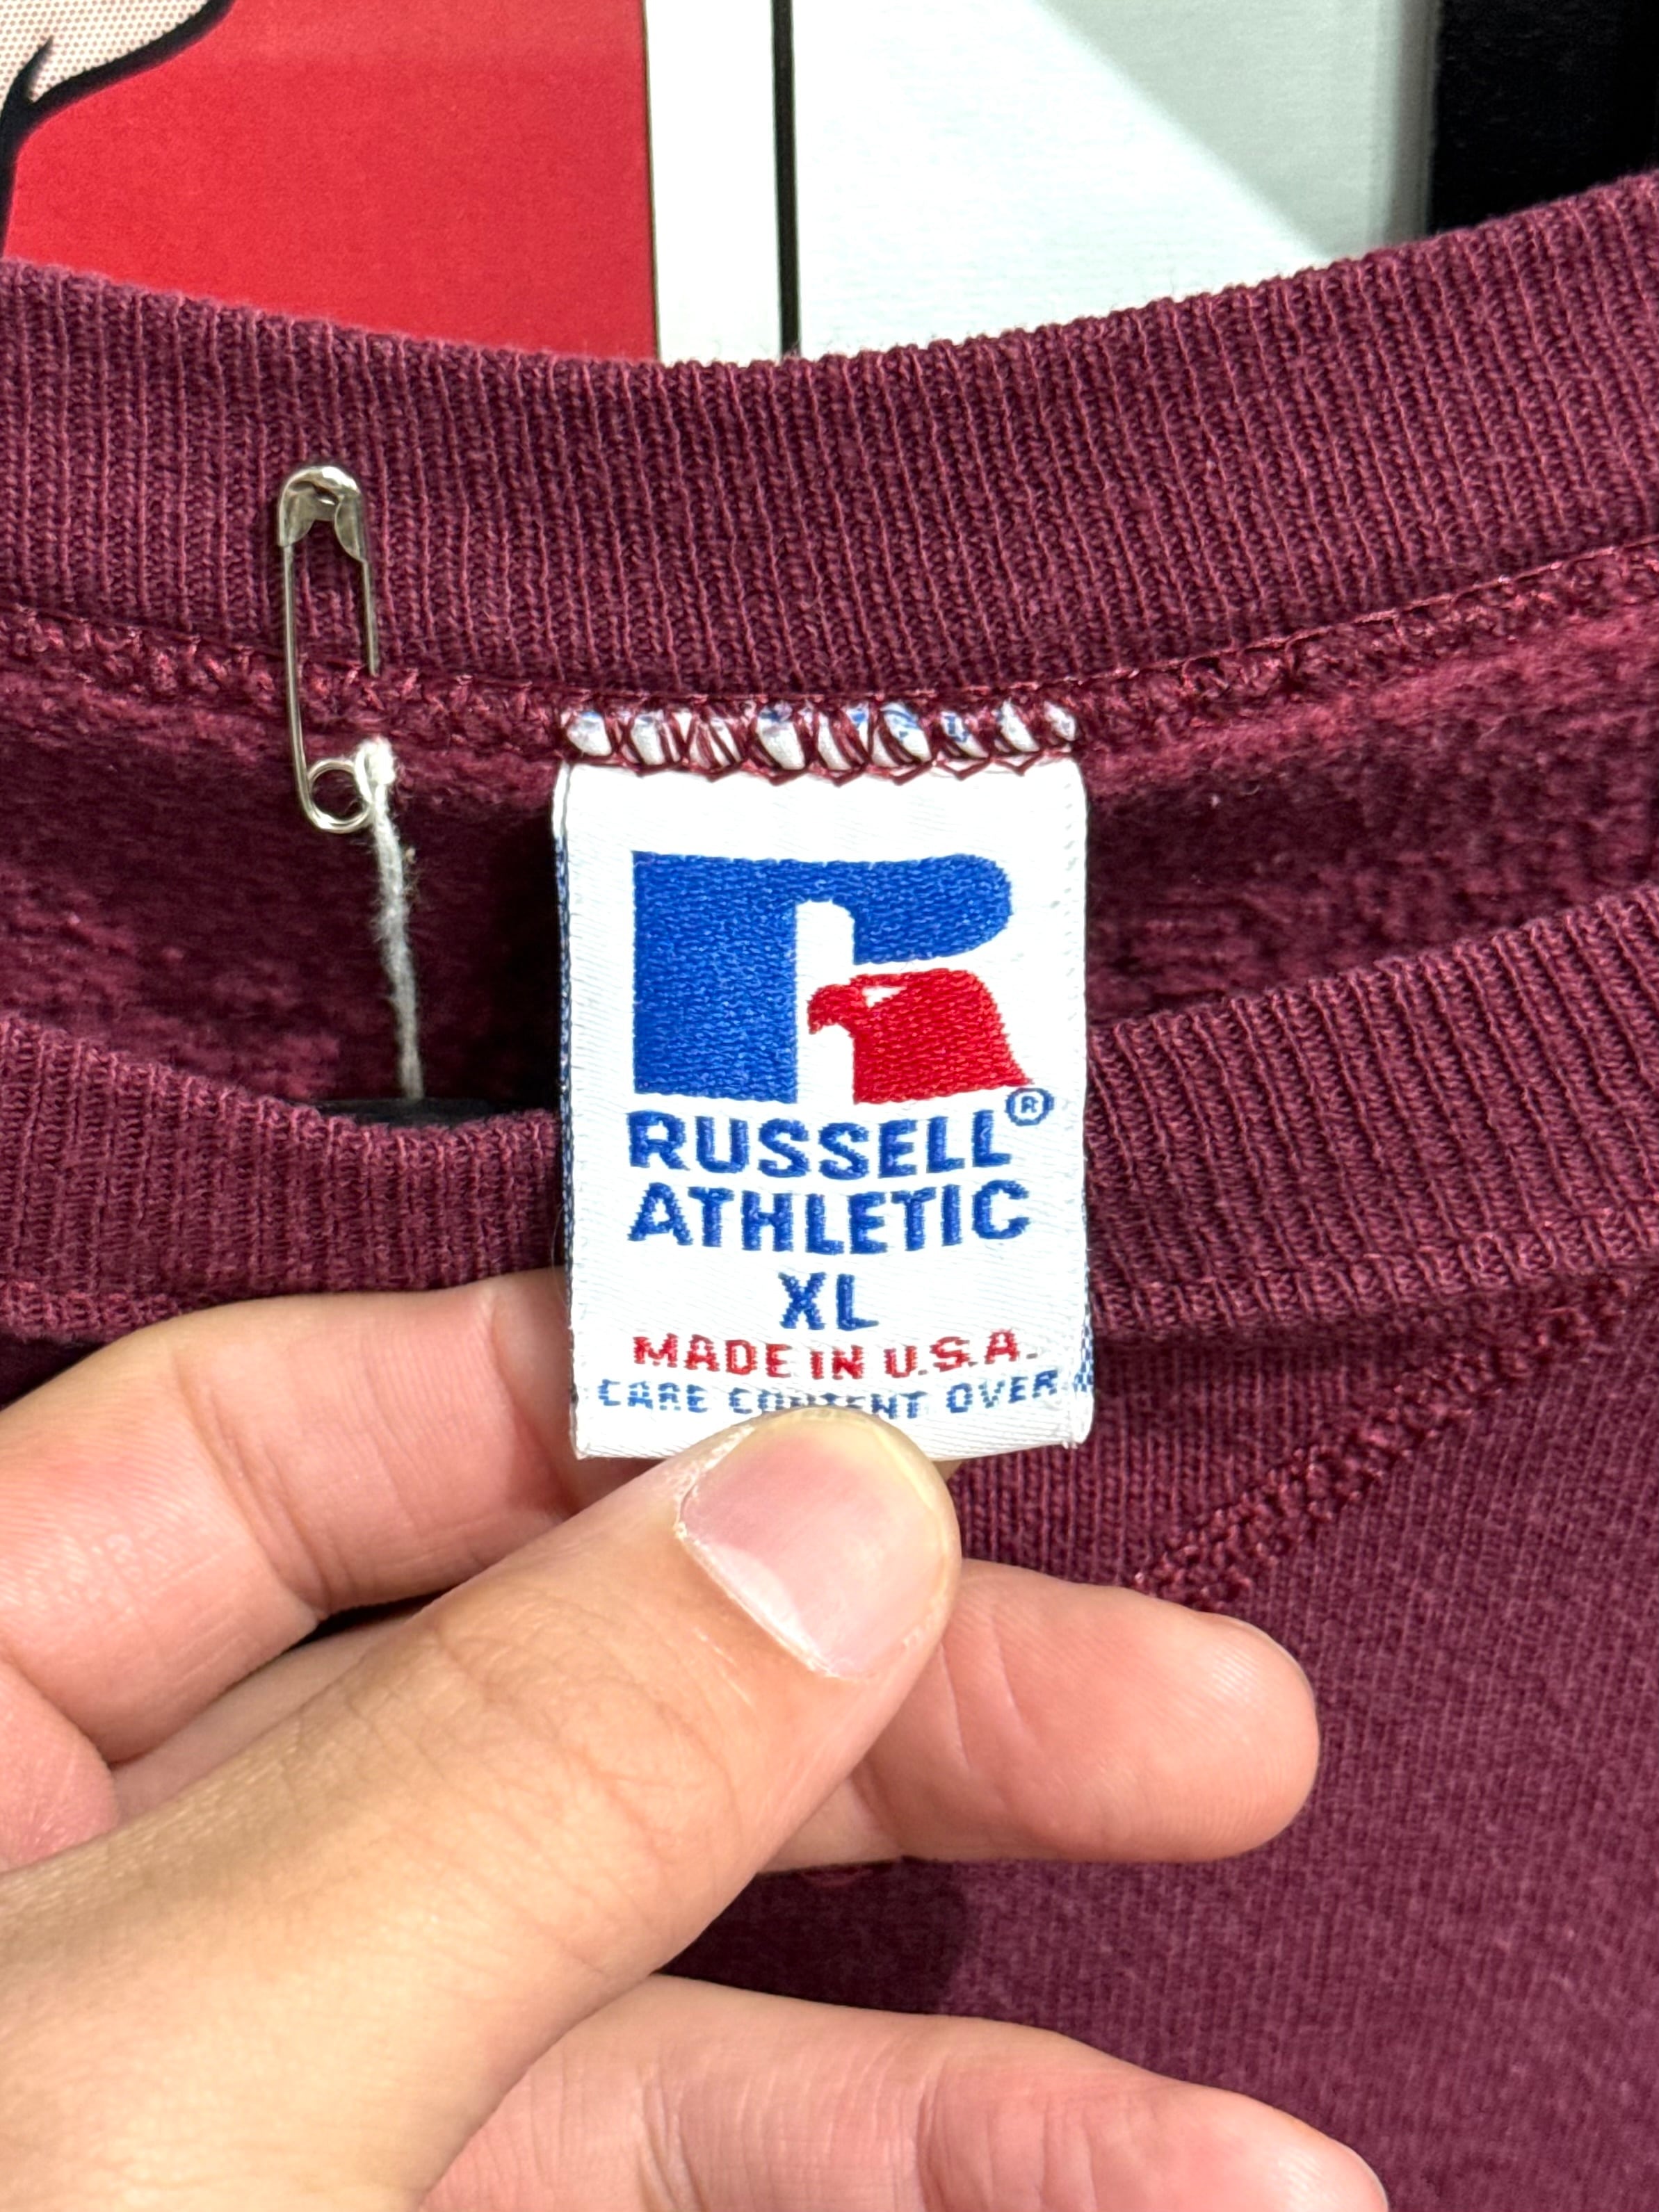 RUSSELL®
ATHLETIC
XL
MADE IN U.S.A.
CARE CONTENT OVER